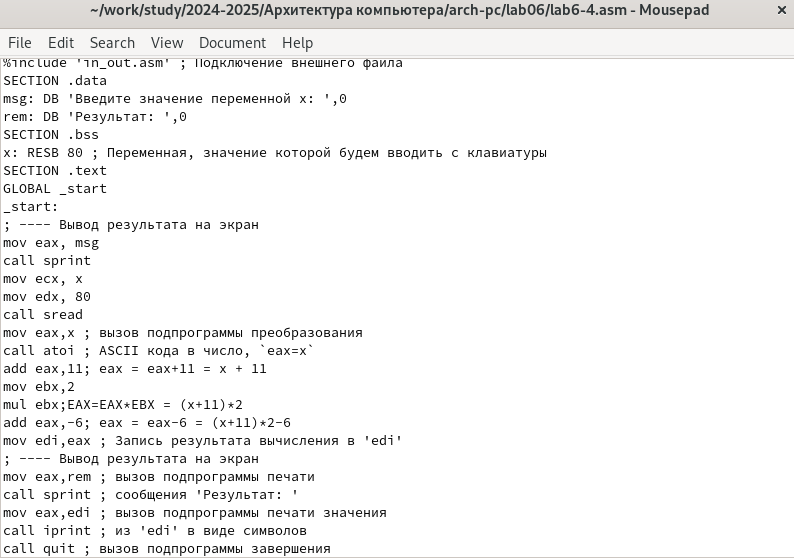 ~/work/study/2024-2025/Архитектура компьютера/arch-pc/lab06/lab6-4.asm - Mousepad
File Edit Search View Document Help
%include 'in_out.asm' ; Подключение внешнего файла
SECTION .data
msg: DB 'Введите значение переменной x: ',0
rem: DB 'Результат: ',0
SECTION .bss
x: RESB 80 ; Переменная, значение которой будем вводить с клавиатуры
SECTION .text
GLOBAL _start
_start:
; ---- Вывод результата на экран
mov eax, msg
call sprint
mov ecx, x
mov edx, 80
call sread
mov eax,x ; вызов подпрограммы преобразования
call atoi ; ASCII кода в число, `eax=x`
add eax,11; eax = eax+11 = x + 11
mov ebx,2
mul ebx;EAX=EAX*EBX = (x+11)*2
add eax,-6; eax = eax-6 = (x+11)*2-6
mov edi,eax ; Запись результата вычисления в 'edi'
; ---- Вывод результата на экран
mov eax,rem ; вызов подпрограммы печати
call sprint ; сообщения 'Результат: '
mov eax,edi ; вызов подпрограммы печати значения
call iprint ; из 'edi' в виде символов
call quit ; вызов подпрограммы завершения